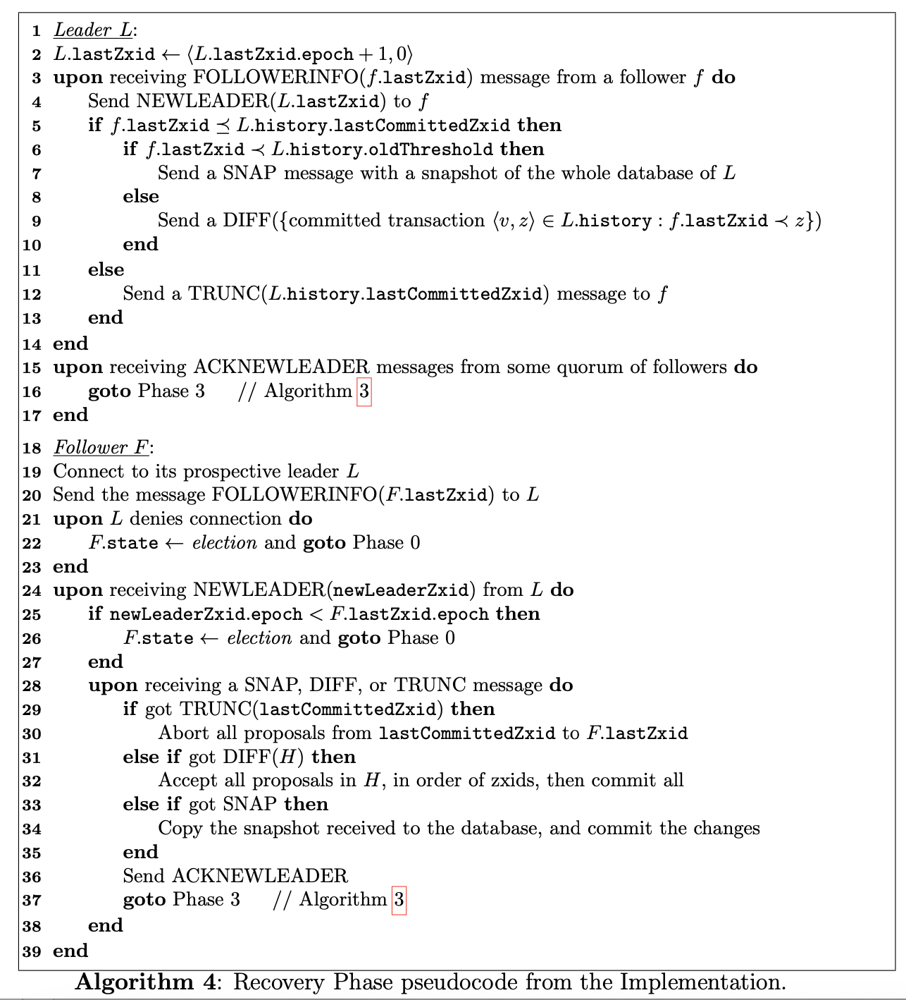 1 Leader L:
2 L.lastZxid ← ⟨L.lastZxid.epoch + 1, 0⟩
3 upon receiving FOLLOWERINFO(f.lastZxid) message from a follower f do
4 Send NEWLEADER(L.lastZxid) to f
5 if f.lastZxid ⪯ L.history.lastCommittedZxid then
6 if f.lastZxid ≺ L.history.oldThreshold then
7 Send a SNAP message with a snapshot of the whole database of L
8 else
9 Send a DIFF({committed transaction ⟨v, z⟩ ∈ L.history : f.lastZxid ≺ z})
10 end
11 else
12 Send a TRUNC(L.history.lastCommittedZxid) message to f
13 end
14 end
15 upon receiving ACKNEWLEADER messages from some quorum of followers do
16 goto Phase 3 // Algorithm 3
17 end
18 Follower F:
19 Connect to its prospective leader L
20 Send the message FOLLOWERINFO(F.lastZxid) to L
21 upon L denies connection do
22 F.state ← election and goto Phase 0
23 end
24 upon receiving NEWLEADER(newLeaderZxid) from L do
25 if newLeaderZxid.epoch < F.lastZxid.epoch then
26 F.state ← election and goto Phase 0
27 end
28 upon receiving a SNAP, DIFF, or TRUNC message do
29 if got TRUNC(lastCommittedZxid) then
30 Abort all proposals from lastCommittedZxid to F.lastZxid
31 else if got DIFF(H) then
32 Accept all proposals in H, in order of zxids, then commit all
33 else if got SNAP then
34 Copy the snapshot received to the database, and commit the changes
35 end
36 Send ACKNEWLEADER
37 goto Phase 3 // Algorithm 3
38 end
39 end
Algorithm 4: Recovery Phase pseudocode from the Implementation.